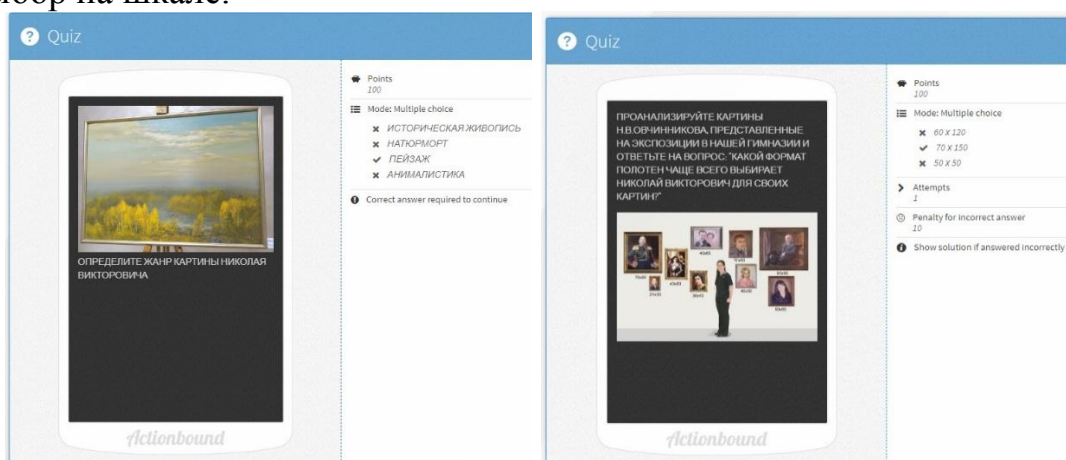 Quiz
ОПРЕДЕЛИТЕ ЖАНР КАРТИНЫ НИКОЛАЯ
ВИКТОРОВИЧА
Actionbound
Points
100
Mode: Multiple choice
ИСТОРИЧЕСКАЯ ЖИВОПИСЬ
НАТЮРМОРТ
ПЕЙЗАЖ
АНИМАЛИСТИКА
Correct answer required to continue
Quiz
ПРОАНАЛИЗИРУЙТЕ КАРТИНЫ
Н.В.ОВЧИННИКОВА, ПРЕДСТАВЛЕННЫЕ
НА ЭКСПОЗИЦИИ В НАШЕЙ ГИМНАЗИИ И
ОТВЕТЬТЕ НА ВОПРОС: "КАКОЙ ФОРМАТ
ПОЛОТЕН ЧАЩЕ ВСЕГО ВЫБИРАЕТ
НИКОЛАЙ ВИКТОРОВИЧ ДЛЯ СВОИХ
КАРТИН?"
Actionbound
Points
100
Mode: Multiple choice
60 X 120
70 X 150
50 X 50
Attempts
1
Penalty for incorrect answer
10
Show solution if answered incorrectly